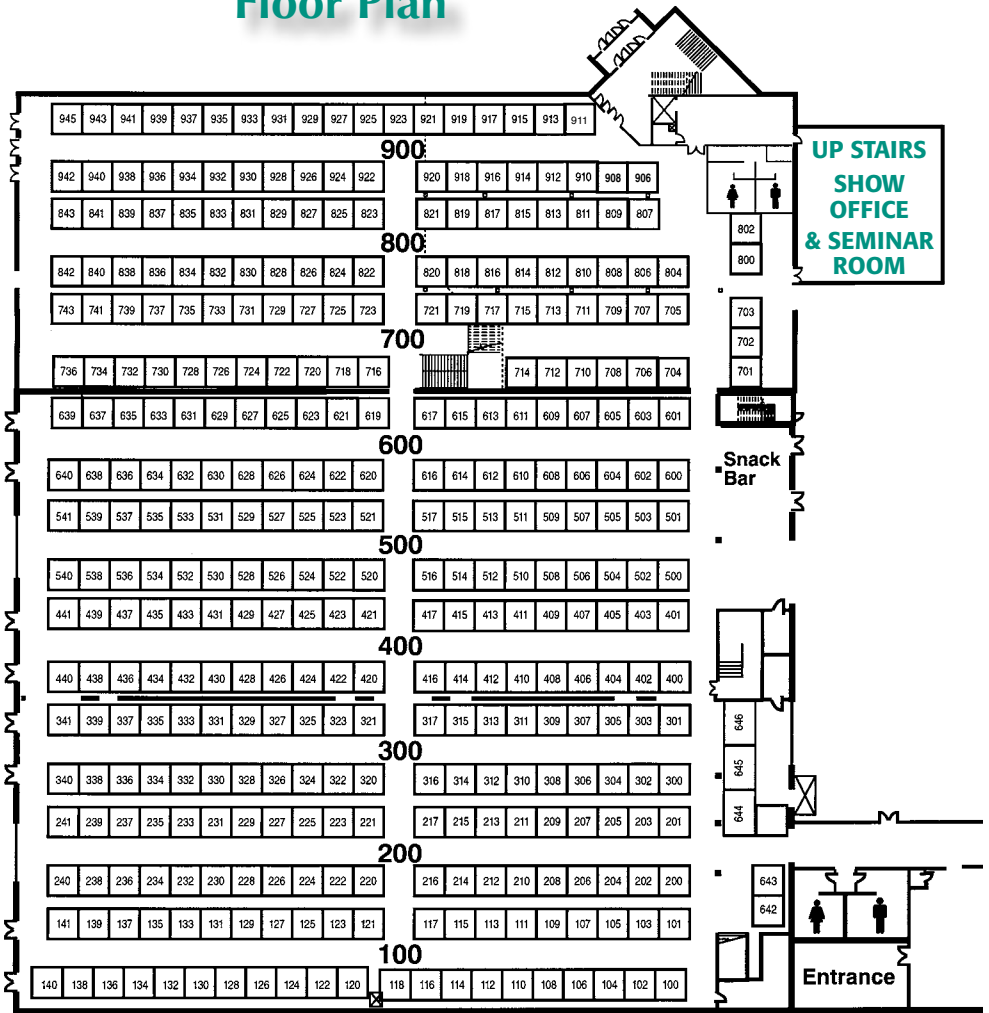 Floor Plan
945 943 941 939 937 935 933 931 929 927 925 923 921 919 917 915 913 911
900
942 940 938 936 934 932 930 928 926 924 922 920 918 916 914 912 910 908 906
843 841 839 837 835 833 831 829 827 825 823 821 819 817 815 813 811 809 807
800
842 840 838 836 834 832 830 828 826 824 822 820 818 816 814 812 810 808 806 804
743 741 739 737 735 733 731 729 727 725 723 721 719 717 715 713 711 709 707 705
700
736 734 732 730 728 726 724 722 720 718 716 714 712 710 708 706 704
639 637 635 633 631 629 627 625 623 621 619 617 615 613 611 609 607 605 603 601
600
640 638 636 634 632 630 628 626 624 622 620 616 614 612 610 608 606 604 602 600
541 539 537 535 533 531 529 527 525 523 521 517 515 513 511 509 507 505 503 501
500
540 538 536 534 532 530 528 526 524 522 520 516 514 512 510 508 506 504 502 500
441 439 437 435 433 431 429 427 425 423 421 417 415 413 411 409 407 405 403 401
400
440 438 436 434 432 430 428 426 424 422 420 416 414 412 410 408 406 404 402 400
341 339 337 335 333 331 329 327 325 323 321 317 315 313 311 309 307 305 303 301
300
340 338 336 334 332 330 328 326 324 322 320 316 314 312 310 308 306 304 302 300
241 239 237 235 233 231 229 227 225 223 221 217 215 213 211 209 207 205 203 201
200
240 238 236 234 232 230 228 226 224 222 220 216 214 212 210 208 206 204 202 200
141 139 137 135 133 131 129 127 125 123 121 117 115 113 111 109 107 105 103 101
100
140 138 136 134 132 130 128 126 124 122 120 118 116 114 112 110 108 106 104 102 100
UP STAIRS
SHOW
OFFICE
& SEMINAR
ROOM
802
800
703
702
701
Snack
Bar
646
645
644
643
642
Entrance